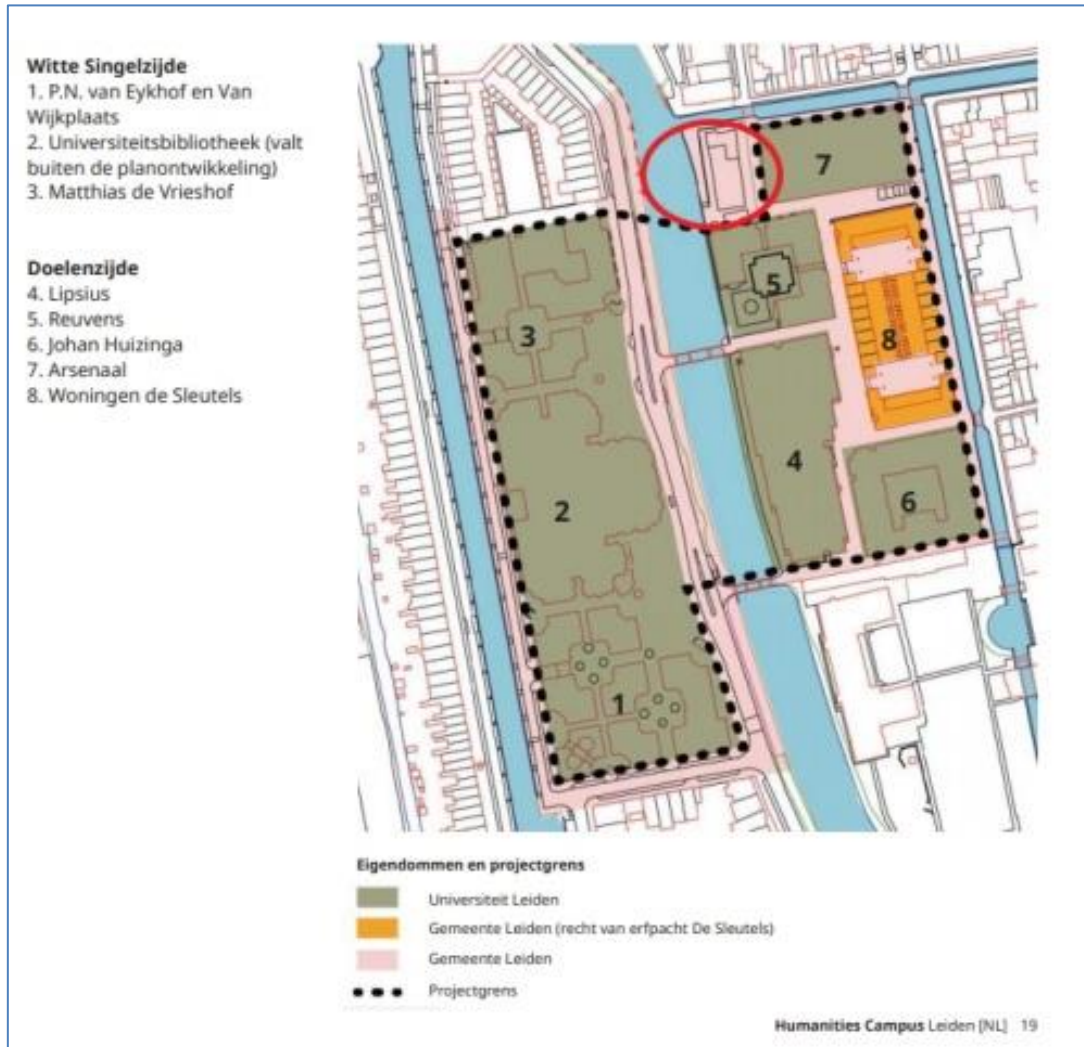 Witte Singelzijde
1. P.N. van Eykhof en Van
Wijkplaats
2. Universiteitsbibliotheek (valt
buiten de planontwikkeling)
3. Matthias de Vrieshof
Doelenzijde
4. Lipsius
5. Reuvens
6. Johan Huizinga
7. Arsenaal
8. Woningen de Sleutels
7
5
3
8
4
2
6
1
Eigendommen en projectgrens
Universiteit Leiden
Gemeente Leiden (recht van erfpacht De Sleutels)
Gemeente Leiden
Projectgrens
Humanities Campus Leiden [NL] 19